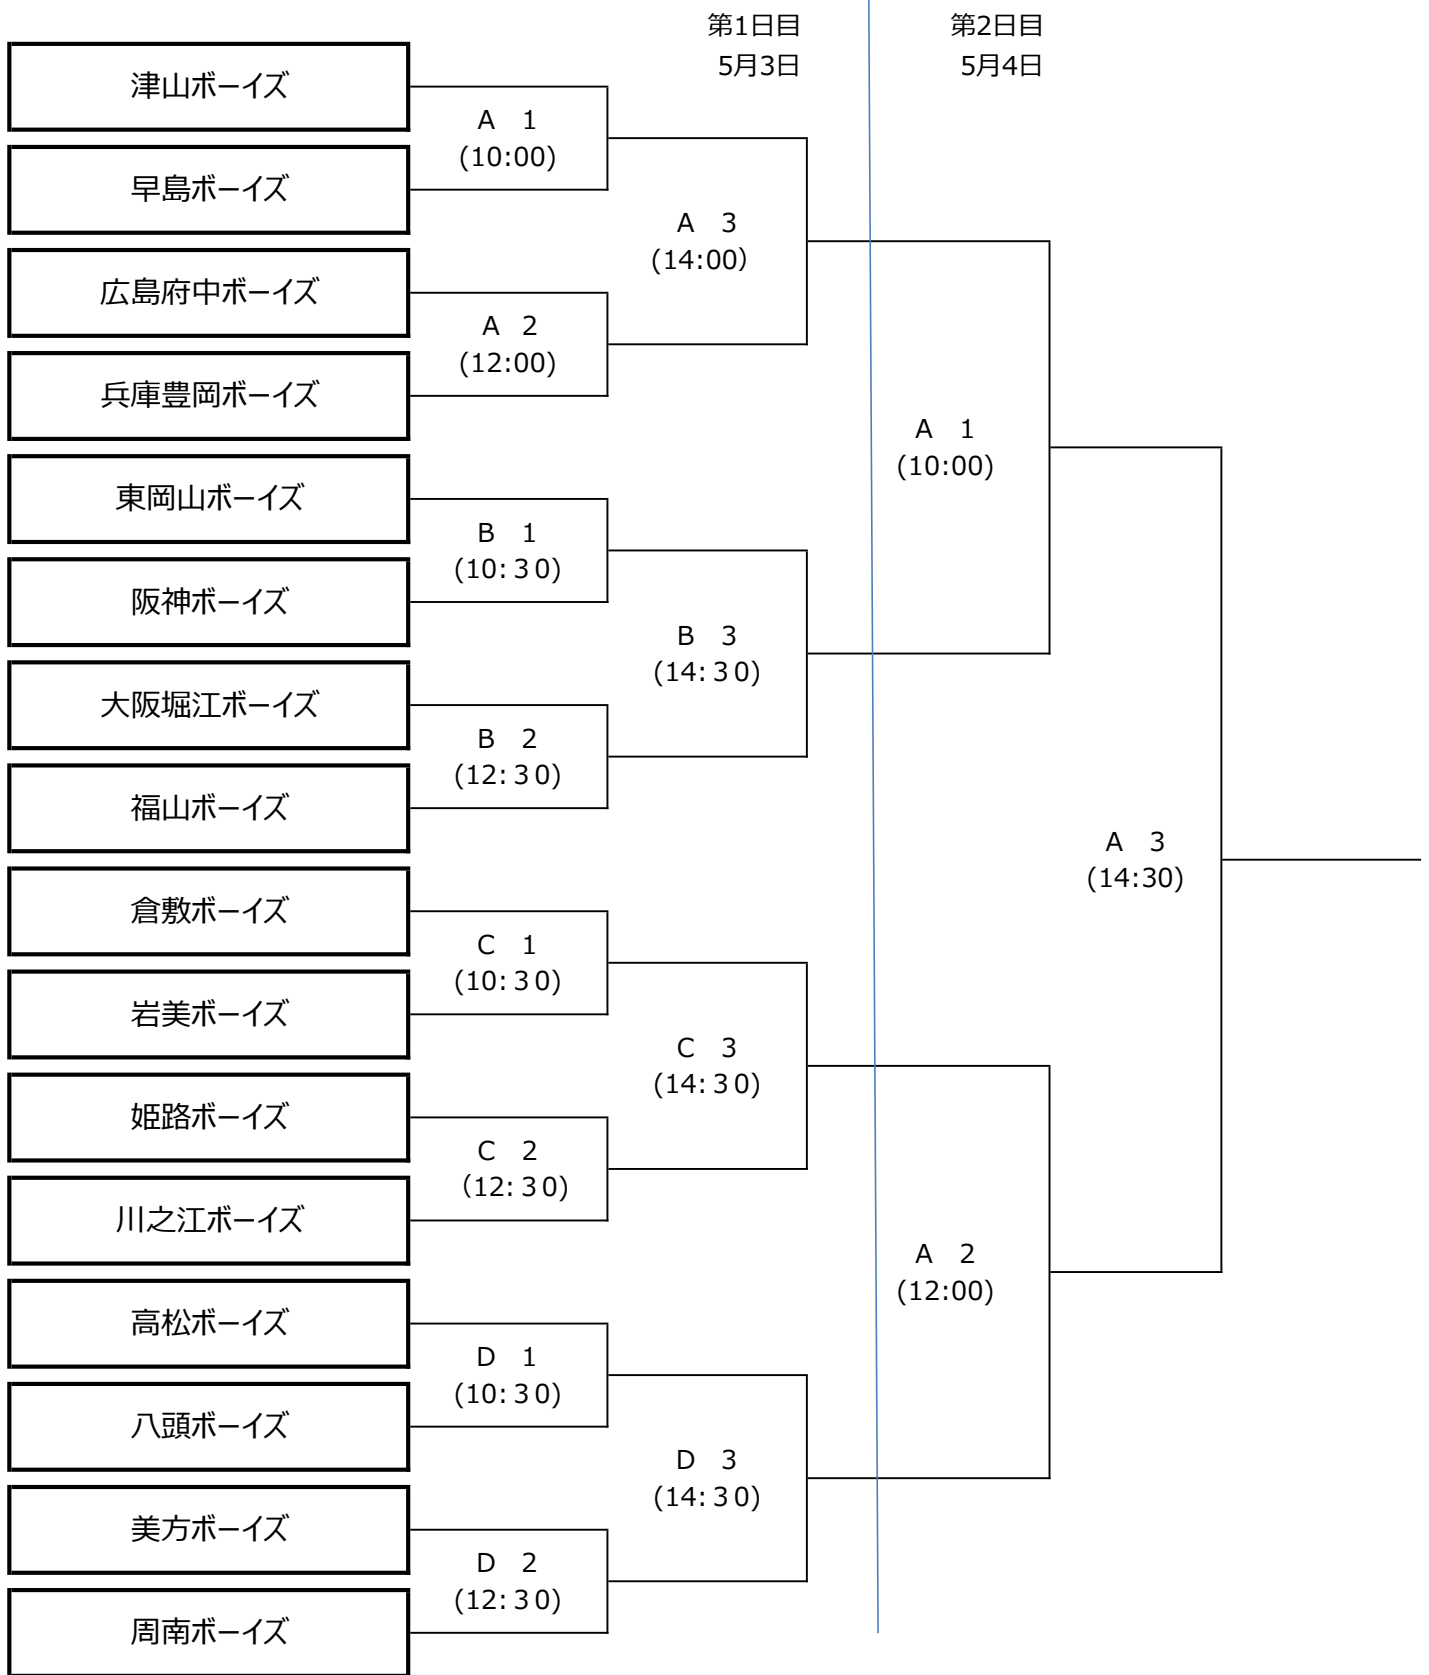 第1日目
第2日目
5月3日
5月4日
津山ボーイズ
A 1
(10:00)
早島ボーイズ
A 3
(14:00)
広島府中ボーイズ
A 2
(12:00)
兵庫豊岡ボーイズ
A 1
(10:00)
東岡山ボーイズ
B 1
(10:30)
阪神ボーイズ
B 3
(14:30)
大阪堀江ボーイズ
B 2
(12:30)
福山ボーイズ
A 3
(14:30)
倉敷ボーイズ
C 1
(10:30)
岩美ボーイズ
C 3
(14:30)
姫路ボーイズ
C 2
(12:30)
川之江ボーイズ
A 2
(12:00)
高松ボーイズ
D 1
(10:30)
八頭ボーイズ
D 3
(14:30)
美方ボーイズ
D 2
(12:30)
周南ボーイズ